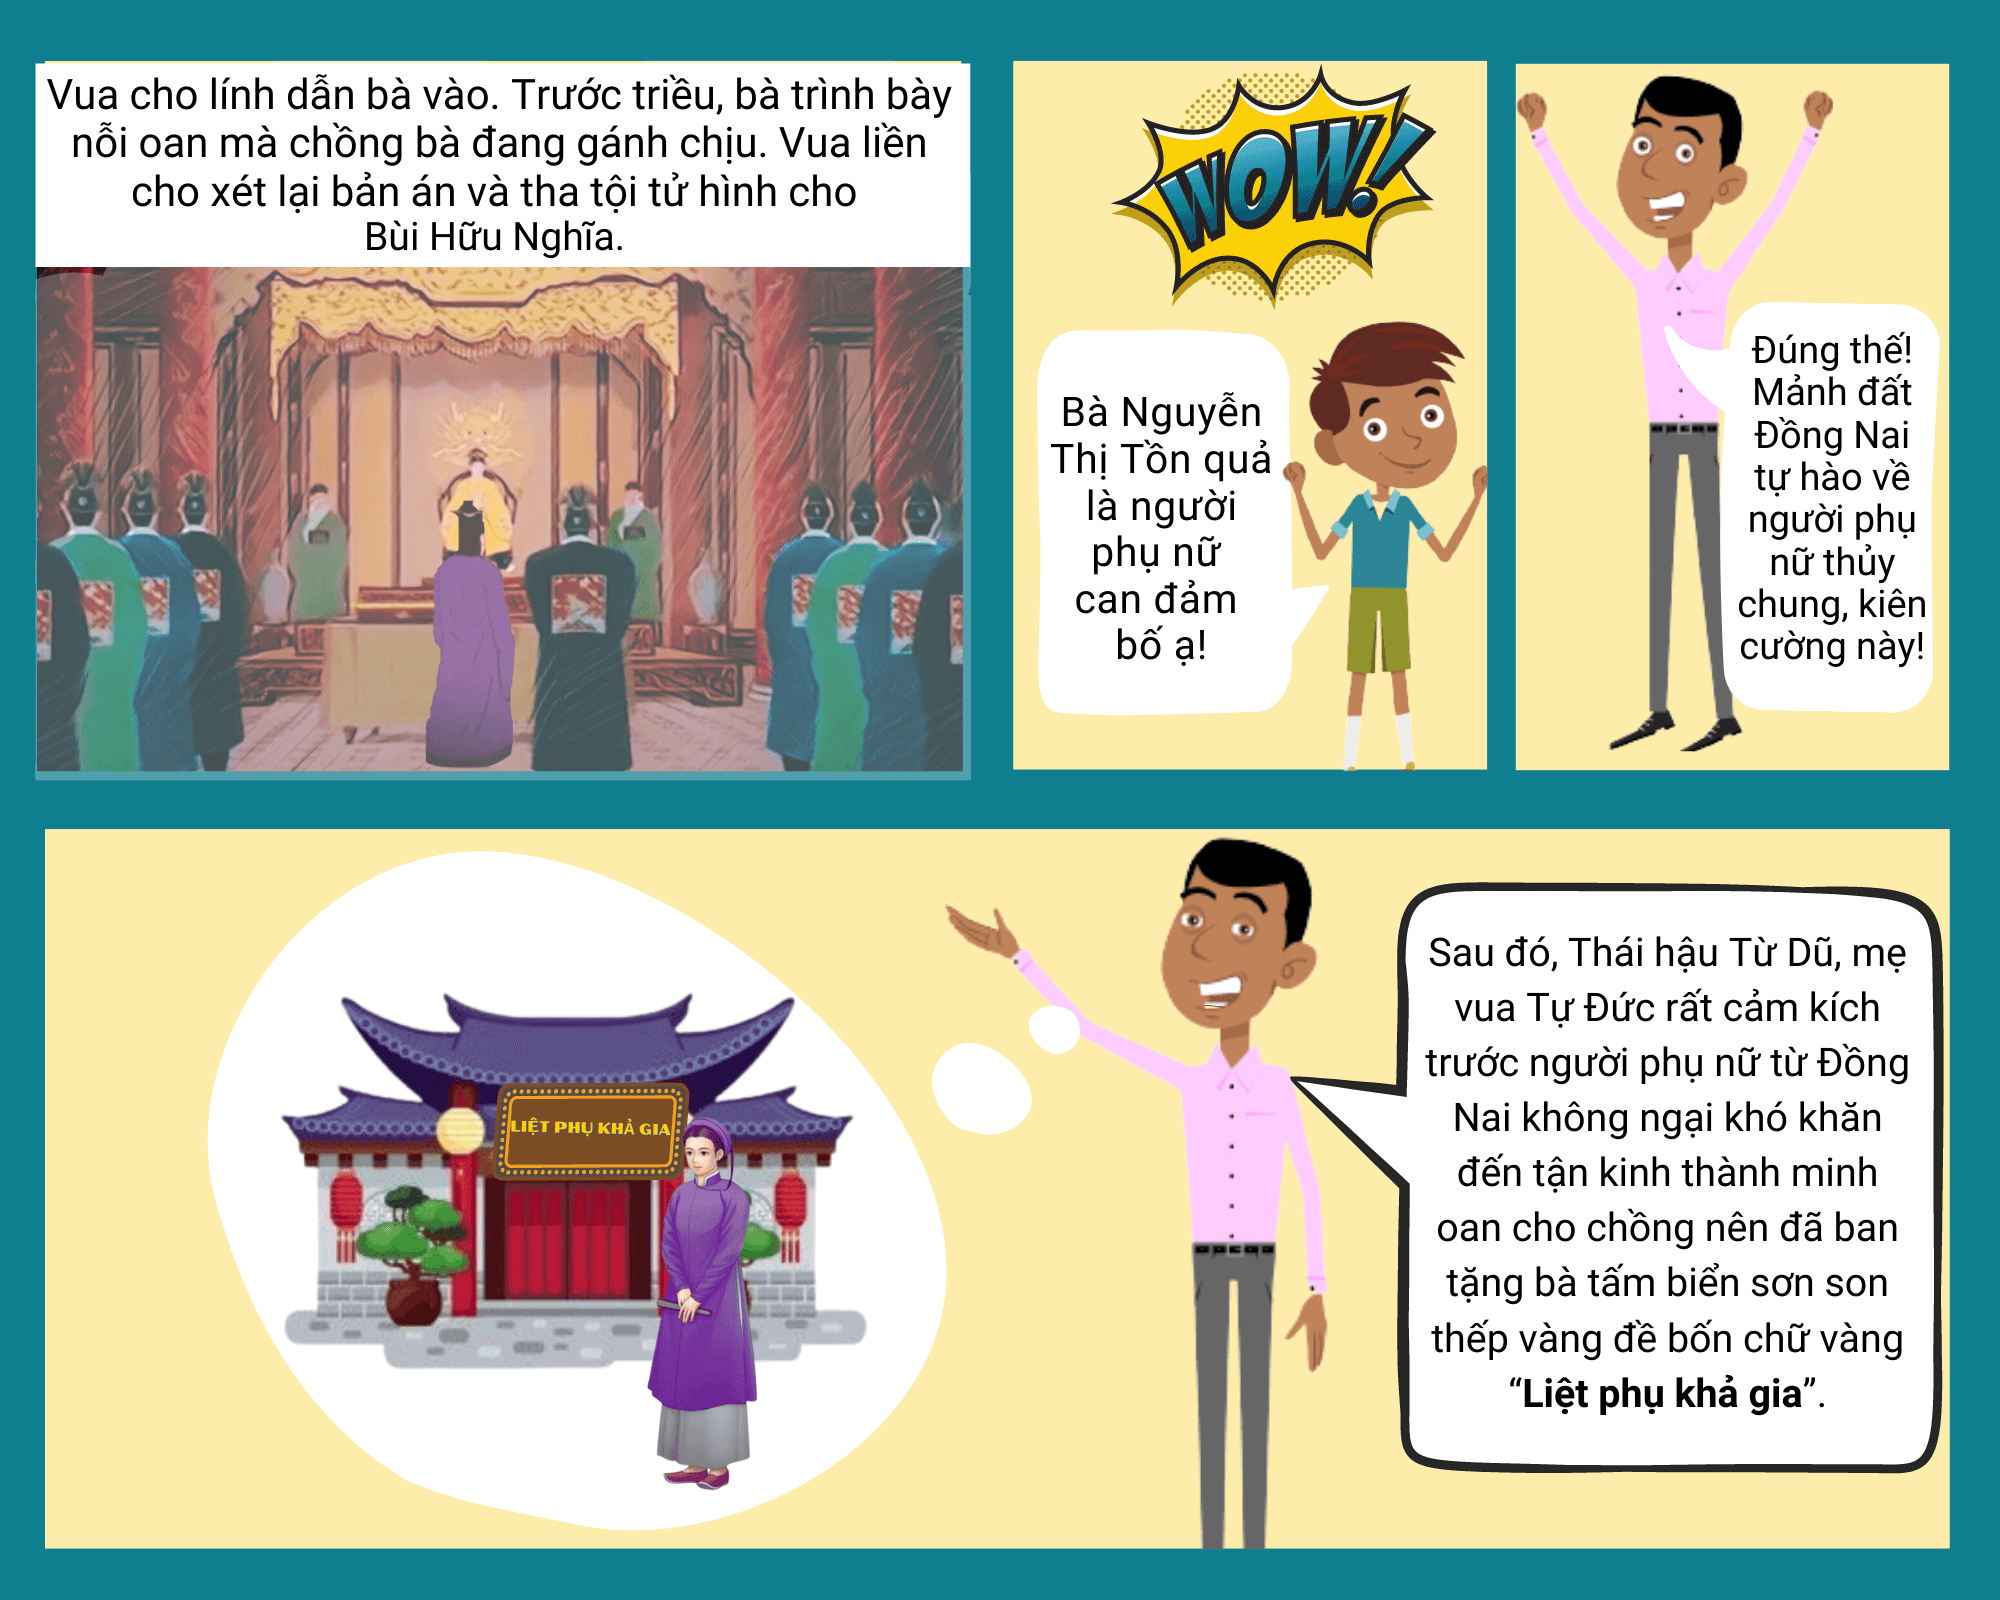 Vua cho lính dẫn bà vào. Trước triều, bà trình bày
nỗi oan mà chồng bà đang gánh chịu. Vua liền
cho xét lại bản án và tha tội tử hình cho
Bùi Hữu Nghĩa.
WOW!
Bà Nguyễn
Thị Tồn quả
là người
phụ nữ
can đảm
bố ạ!
Đúng thế!
Mảnh đất
Đồng Nai
tự hào về
người phụ
nữ thủy
chung, kiên
cường này!
LIỆT PHỤ KHẢ GIA
Sau đó, Thái hậu Từ Dũ, mẹ
vua Tự Đức rất cảm kích
trước người phụ nữ từ Đồng
Nai không ngại khó khăn
đến tận kinh thành minh
oan cho chồng nên đã ban
tặng bà tấm biển sơn son
thếp vàng đề bốn chữ vàng
“Liệt phụ khả gia”.